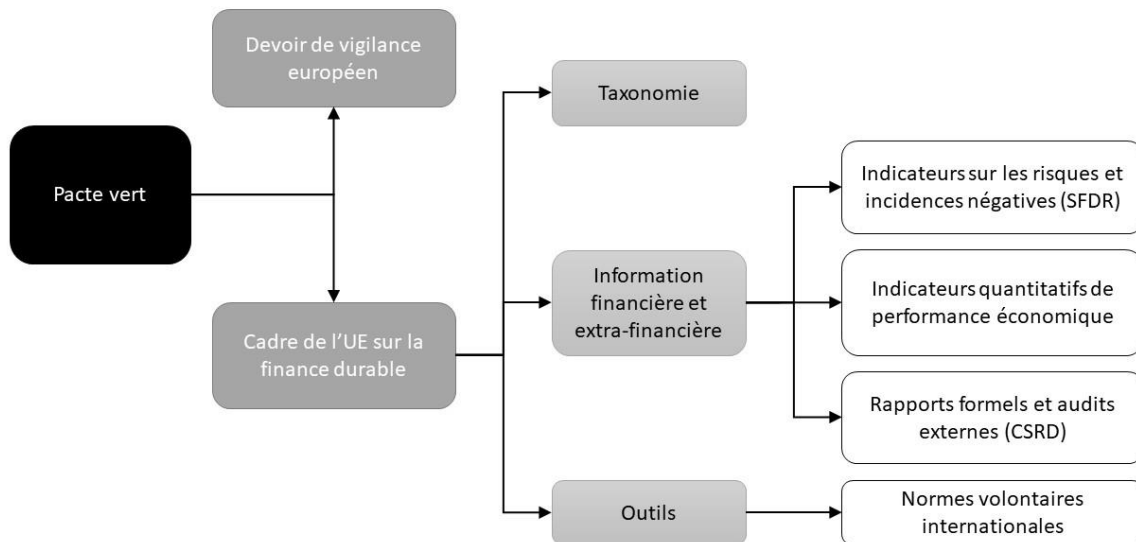 Devoir de vigilance
européen
Pacte vert
Cadre de l’UE sur la
finance durable
Taxonomie
Information
financière et
extra-financière
Outils
Indicateurs sur les risques et
incidences négatives (SFDR)
Indicateurs quantitatifs de
performance économique
Rapports formels et audits
externes (CSRD)
Normes volontaires
internationales